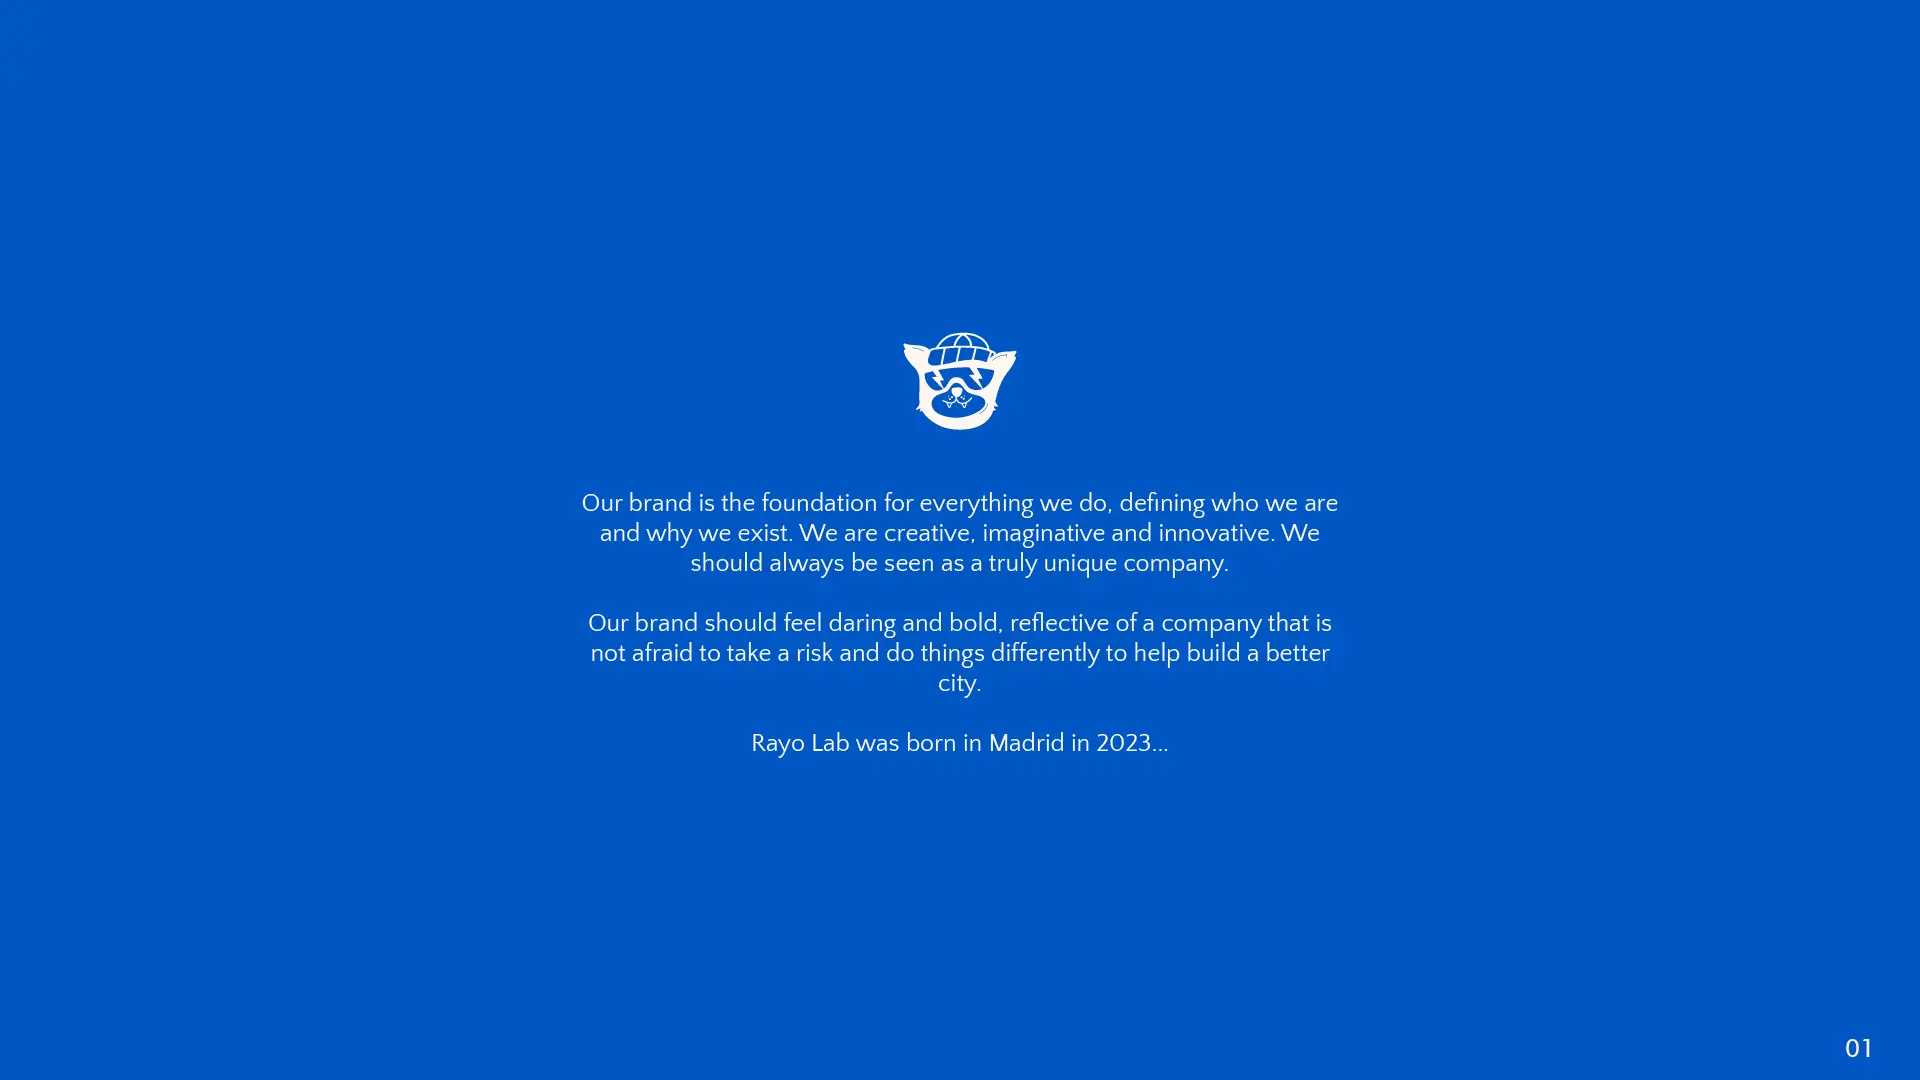 Our brand is the foundation for everything we do, defining who we are
and why we exist. We are creative, imaginative and innovative. We
should always be seen as a truly unique company.
Our brand should feel daring and bold, reflective of a company that is
not afraid to take a risk and do things differently to help build a better
city.
Rayo Lab was born in Madrid in 2023...
01